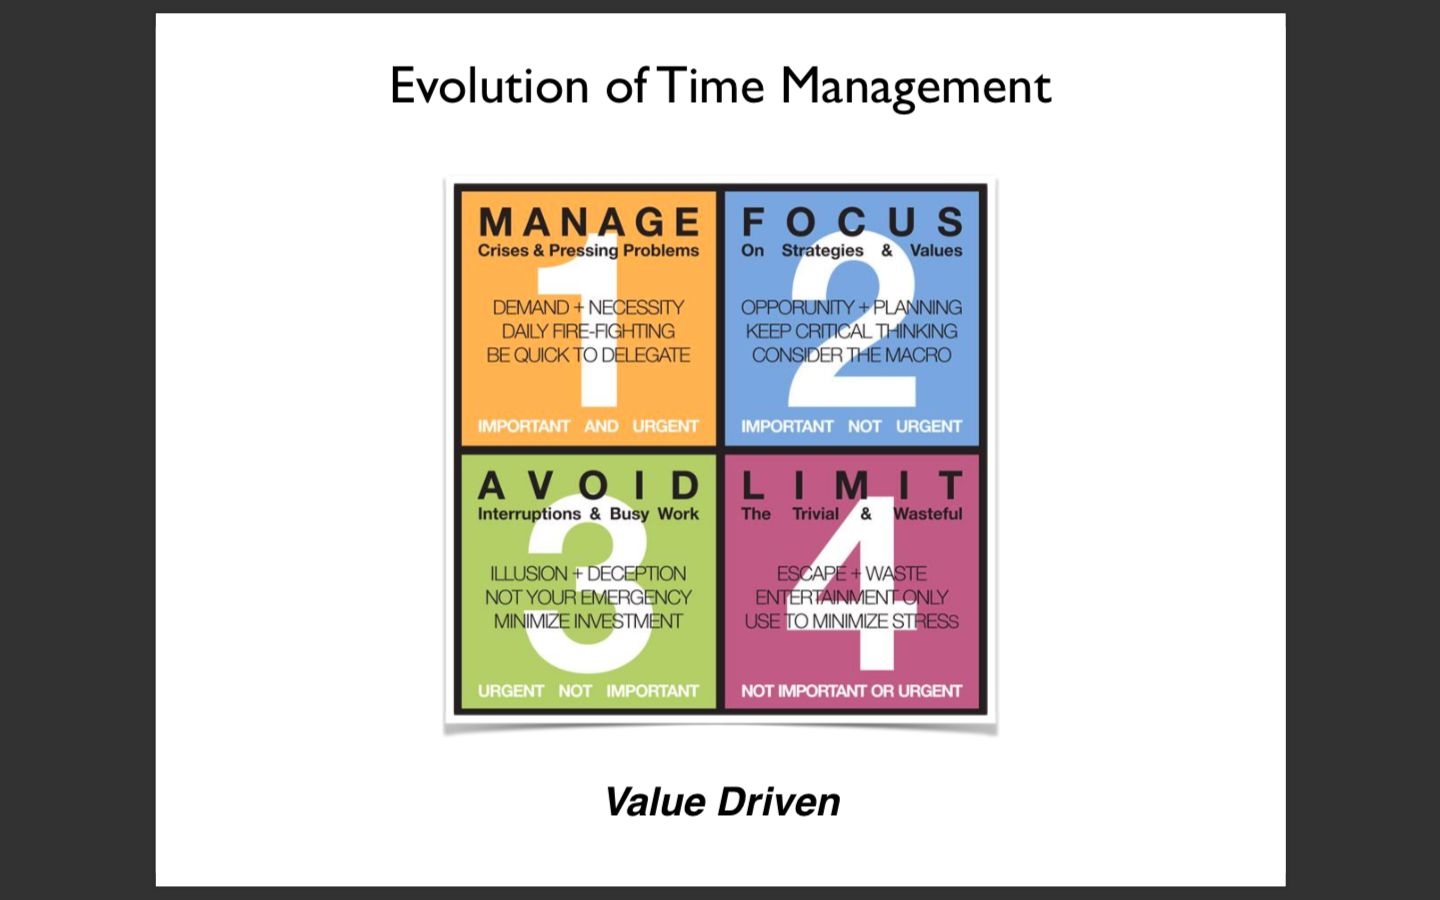 Evolution of Time Management
MANAGE
Crises & Pressing Problems
1
DEMAND + NECESSITY
DAILY FIRE-FIGHTING
BE QUICK TO DELEGATE
IMPORTANT AND URGENT
FOCUS
On Strategies & Values
2
OPPORUNITY + PLANNING
KEEP CRITICAL THINKING
CONSIDER THE MACRO
IMPORTANT NOT URGENT
AVOID
Interruptions & Busy Work
3
ILLUSION + DECEPTION
NOT YOUR EMERGENCY
MINIMIZE INVESTMENT
URGENT NOT IMPORTANT
LIMIT
The Trivial & Wasteful
4
ESCAPE + WASTE
ENTERTAINMENT ONLY
USE TO MINIMIZE STRESS
NOT IMPORTANT OR URGENT
Value Driven